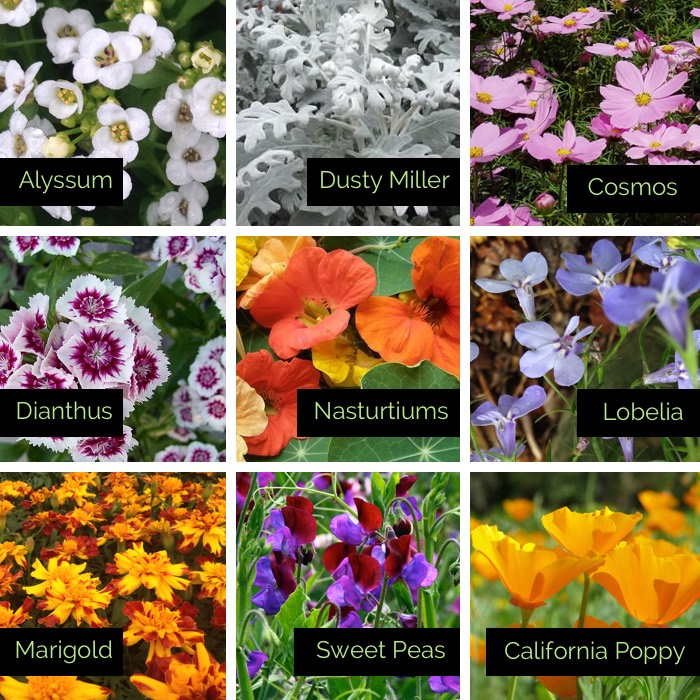 Alyssum
Dusty Miller
Cosmos
Dianthus
Nasturtiums
Lobelia
Marigold
Sweet Peas
California Poppy